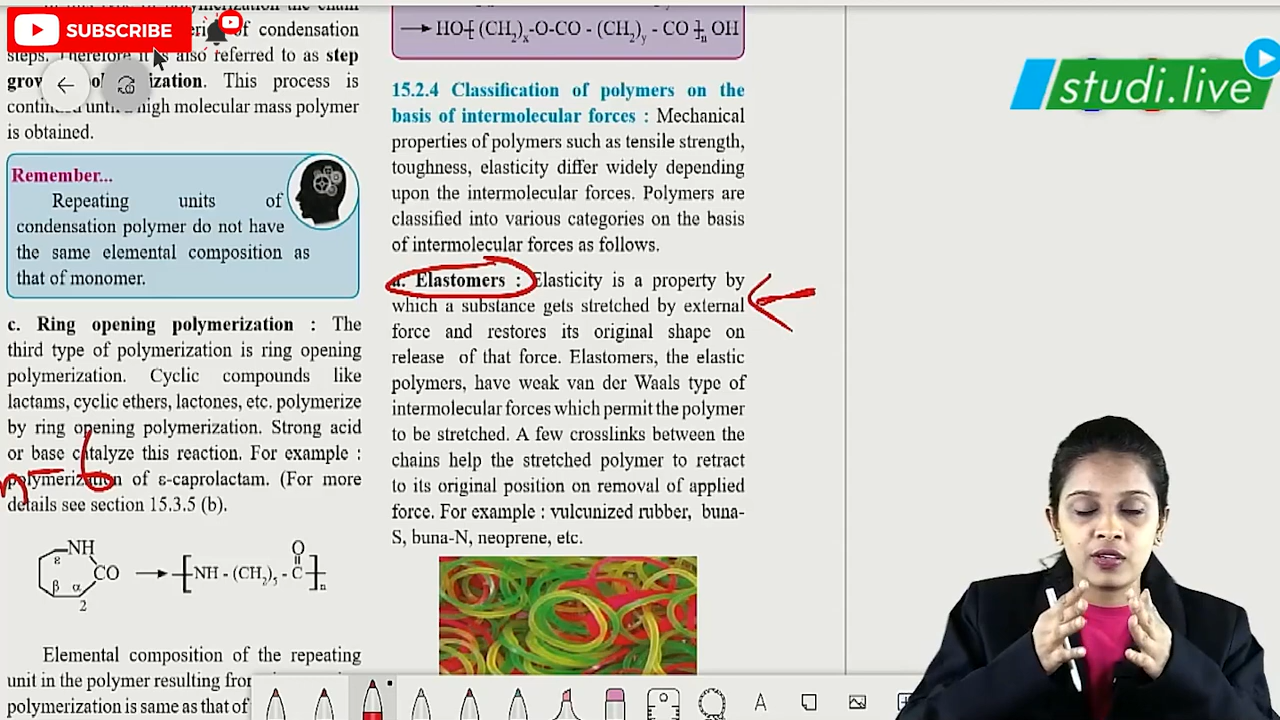 SUBSCRIBE
of condensation
steps. Therefore it is also referred to as step
growth polymerization. This process is
continued until a high molecular mass polymer
is obtained.
Remember...
Repeating units of
condensation polymer do not have
the same elemental composition as
that of monomer.
c. Ring opening polymerization : The
third type of polymerization is ring opening
polymerization. Cyclic compounds like
lactams, cyclic ethers, lactones, etc. polymerize
by ring opening polymerization. Strong acid
or base catalyze this reaction. For example :
polymerization of ε-caprolactam. (For more
details see section 15.3.5 (b).
n- 6
NH
ε
CO
β α
2
NH - (CH2)5 - C
O
n
Elemental composition of the repeating
unit in the polymer resulting from
polymerization is same as that of
HO-[-(CH2)x-O-CO - (CH2)y - CO-]-n OH
15.2.4 Classification of polymers on the
basis of intermolecular forces : Mechanical
properties of polymers such as tensile strength,
toughness, elasticity differ widely depending
upon the intermolecular forces. Polymers are
classified into various categories on the basis
of intermolecular forces as follows.
a. Elastomers : Elasticity is a property by
which a substance gets stretched by external
force and restores its original shape on
release of that force. Elastomers, the elastic
polymers, have weak van der Waals type of
intermolecular forces which permit the polymer
to be stretched. A few crosslinks between the
chains help the stretched polymer to retract
to its original position on removal of applied
force. For example : vulcunized rubber, buna-
S, buna-N, neoprene, etc.
studi.live
A